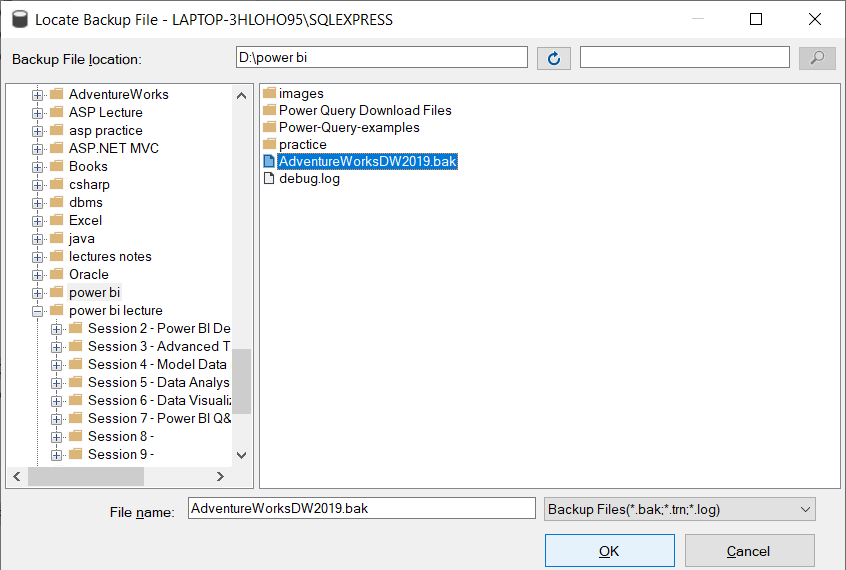 Locate Backup File - LAPTOP-3HLOHO95\SQLEXPRESS
Backup File location:
D:\power bi
AdventureWorks
ASP Lecture
asp practice
ASP.NET MVC
Books
csharp
dbms
Excel
java
lectures notes
Oracle
power bi
power bi lecture
Session 2 - Power BI De
Session 3 - Advanced T
Session 4 - Model Data
Session 5 - Data Analys
Session 6 - Data Visualiz
Session 7 - Power BI Q&
Session 8 -
Session 9 -
images
Power Query Download Files
Power-Query-examples
practice
AdventureWorksDW2019.bak
debug.log
File name:
AdventureWorksDW2019.bak
Backup Files(*.bak;*.trn;*.log)
OK
Cancel